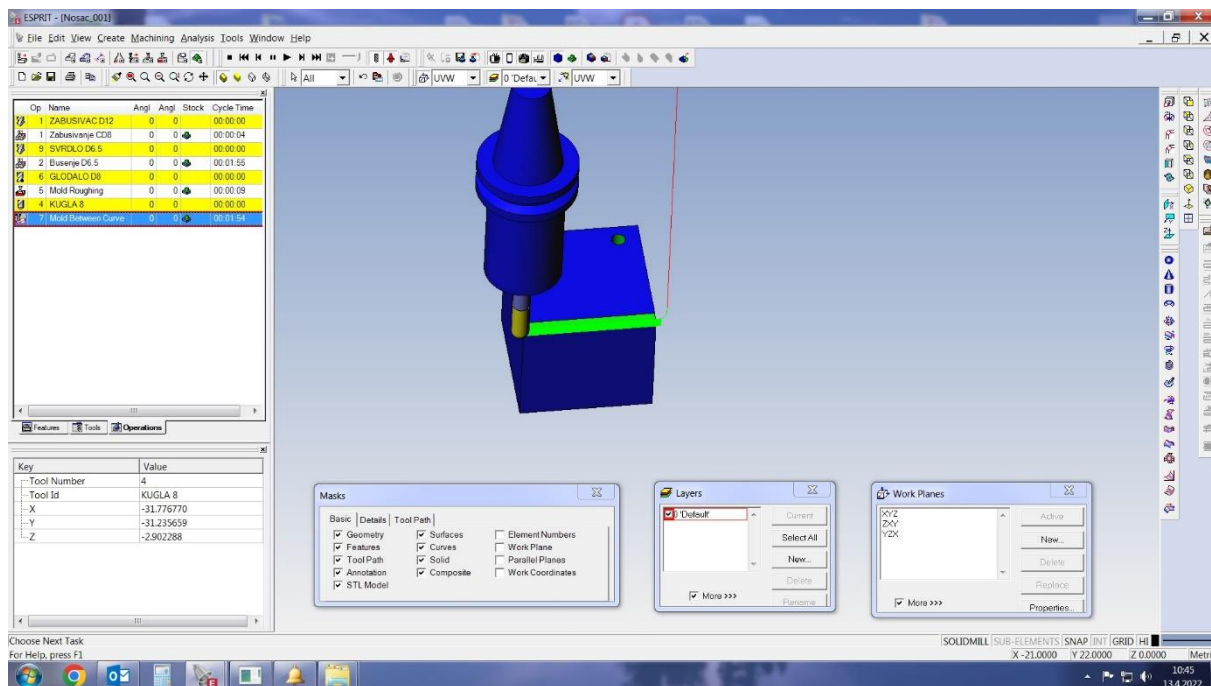 ESPRIT - [Nosac_001]
File Edit View Create Machining Analysis Tools Window Help
All UVW 0 'Defau UVW
Op Name Angl Angl Stock Cycle Time
1 ZABUSIVAC D12 0 0 00:00:00
1 Zabusivanje CD8 0 0 00:00:04
9 SVRDLO D6.5 0 0 00:00:00
2 Busenje D6.5 0 0 00:01:55
6 GLODALO D8 0 0 00:00:00
5 Mold Roughing 0 0 00:00:09
4 KUGLA 8 0 0 00:00:00
7 Mold Between Curve 0 0 00:01:54
Features Tools Operations
Key Value
Tool Number 4
Tool Id KUGLA 8
X -31.776770
Y -31.235659
Z -2.902288
Masks
Basic Details Tool Path
Geometry Surfaces Element Numbers
Features Curves Work Plane
Tool Path Solid Parallel Planes
Annotation Composite Work Coordinates
STL Model
Layers
0 'Default'
Current
Select All
New...
Delete
Rename
More >>>
Work Planes
XYZ
ZXY
YZX
Active
New...
Delete
Replace
Properties...
More >>>
Choose Next Task
SOLIDMILL SUB-ELEMENTS SNAP INT GRID HI
For Help, press F1
X -21.0000 Y 22.0000 Z 0.0000 Metri
10:45
13.4.2022